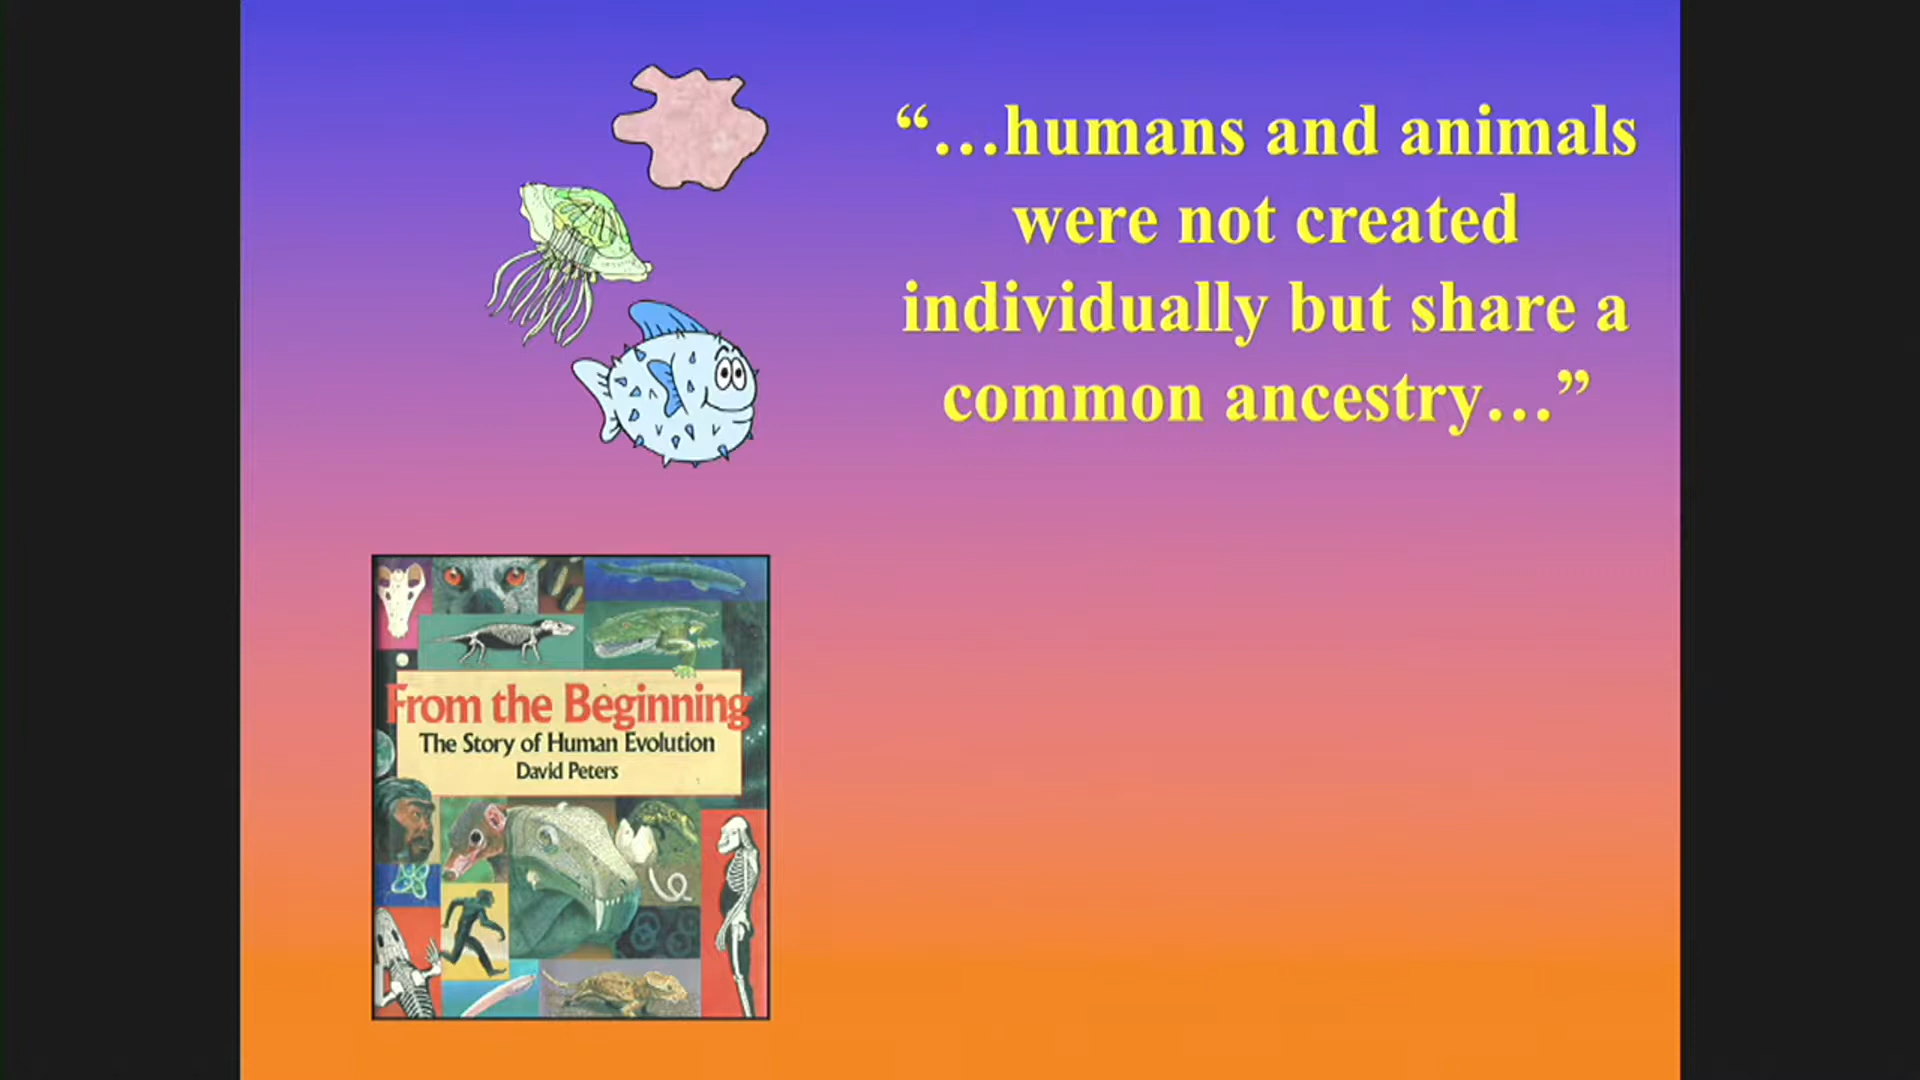 “…humans and animals
were not created
individually but share a
common ancestry…”
From the Beginning
The Story of Human Evolution
David Peters